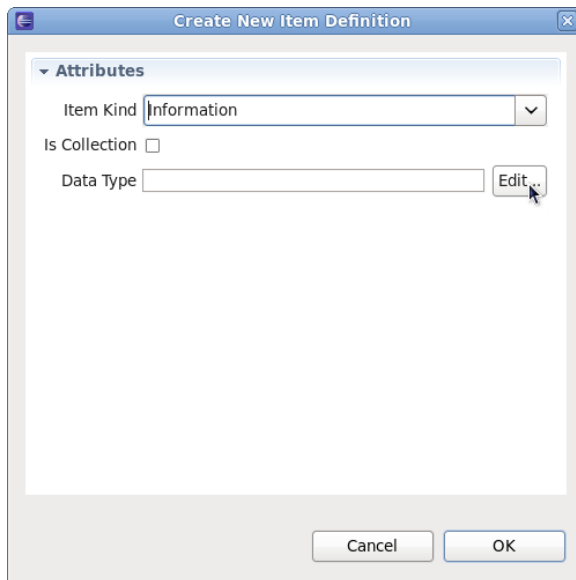 Create New Item Definition
Attributes
Item Kind Information
Is Collection
Data Type Edit...
Cancel OK